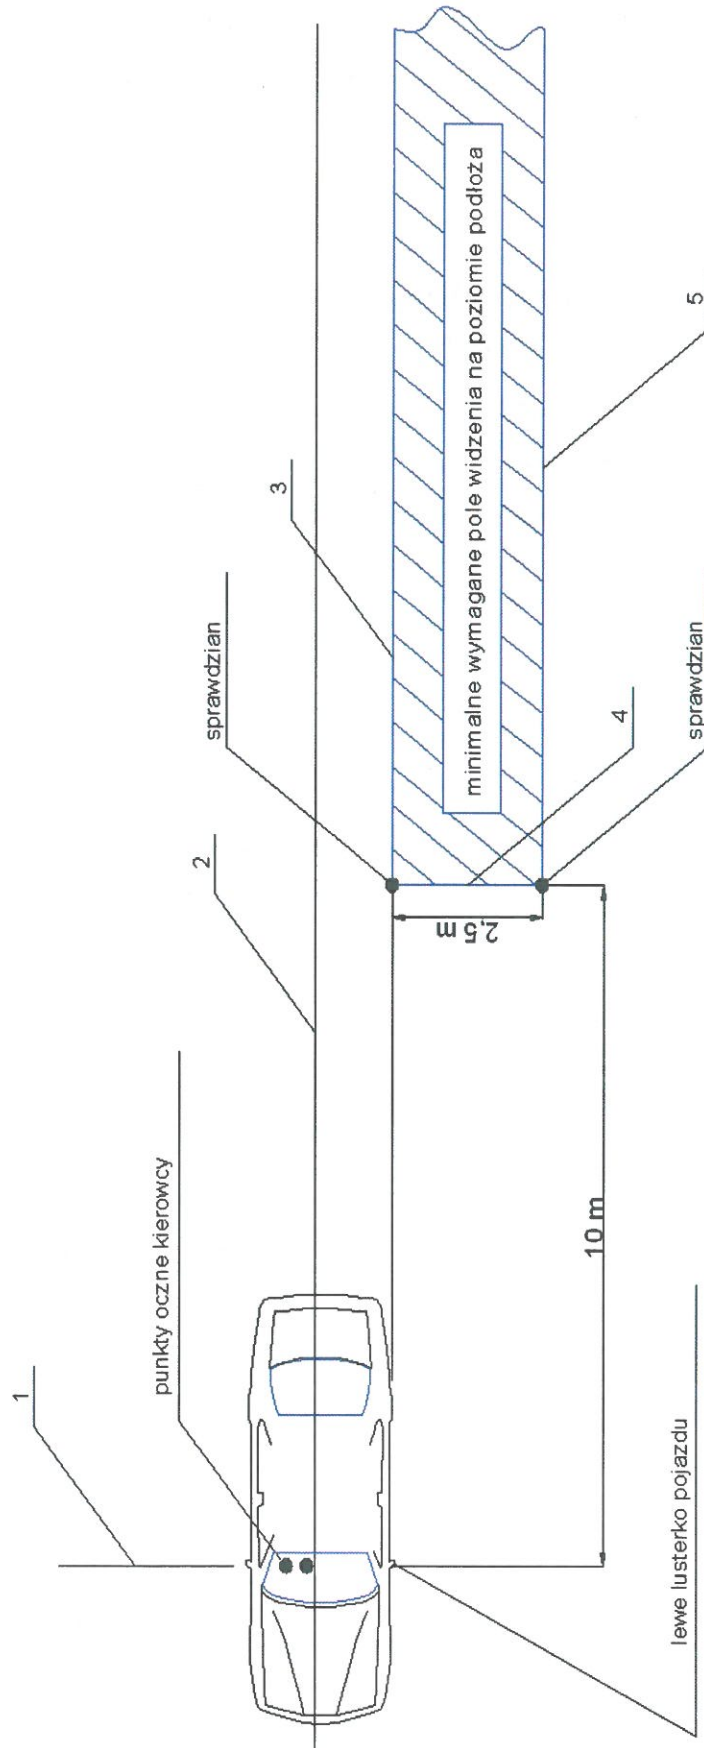 1
punkty oczne kierowcy
2
sprawdzian
3
minimalne wymagane pole widzenia na poziomie podłoża
2,5 m
4
10 m
5
sprawdzian
lewe lusterko pojazdu